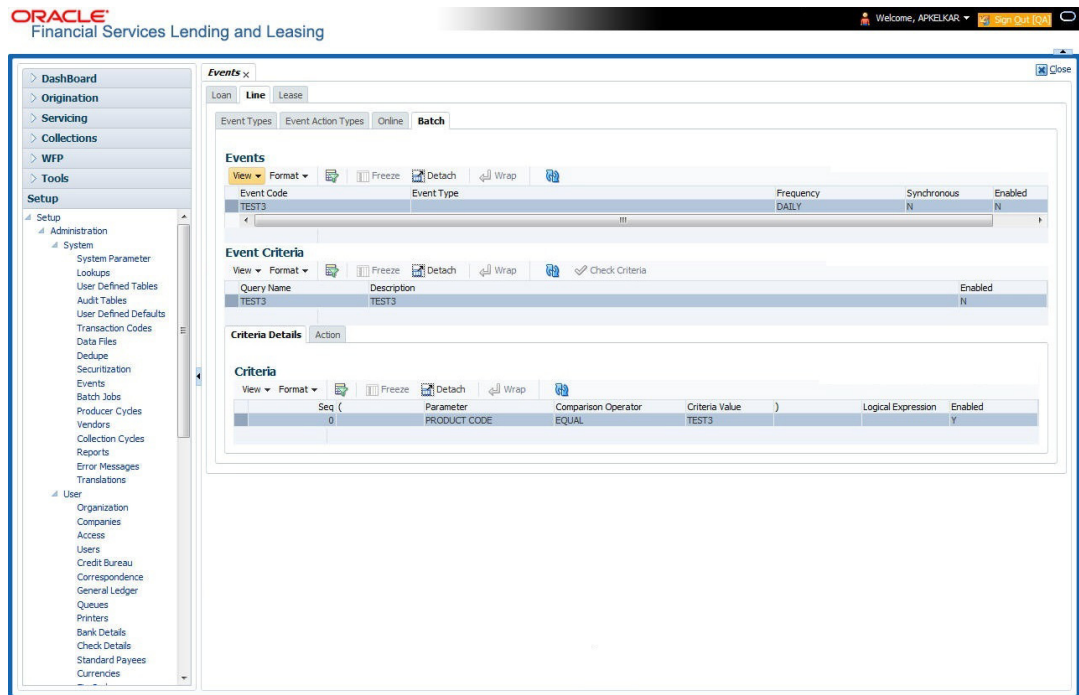 ORACLE
Financial Services Lending and Leasing
Welcome, APKELKAR
Sign Out [QA]
DashBoard
Origination
Servicing
Collections
WFP
Tools
Setup
Setup
Administration
System
System Parameter
Lookups
User Defined Tables
Audit Tables
User Defined Defaults
Transaction Codes
Data Files
Dedupe
Securitization
Events
Batch Jobs
Producer Cycles
Vendors
Collection Cycles
Reports
Error Messages
Translations
User
Organization
Companies
Access
Users
Credit Bureau
Correspondence
General Ledger
Queues
Printers
Bank Details
Check Details
Standard Payees
Currencies
Events x
Close
Loan Line Lease
Event Types Event Action Types Online Batch
Events
View Format Freeze Detach Wrap
Event Code Event Type Frequency Synchronous Enabled
TEST3 DAILY N N
Event Criteria
View Format Freeze Detach Wrap Check Criteria
Query Name Description Enabled
TEST3 TEST3 N
Criteria Details Action
Criteria
View Format Freeze Detach Wrap
Seq ( Parameter Comparison Operator Criteria Value ) Logical Expression Enabled
0 PRODUCT CODE EQUAL TEST3 Y